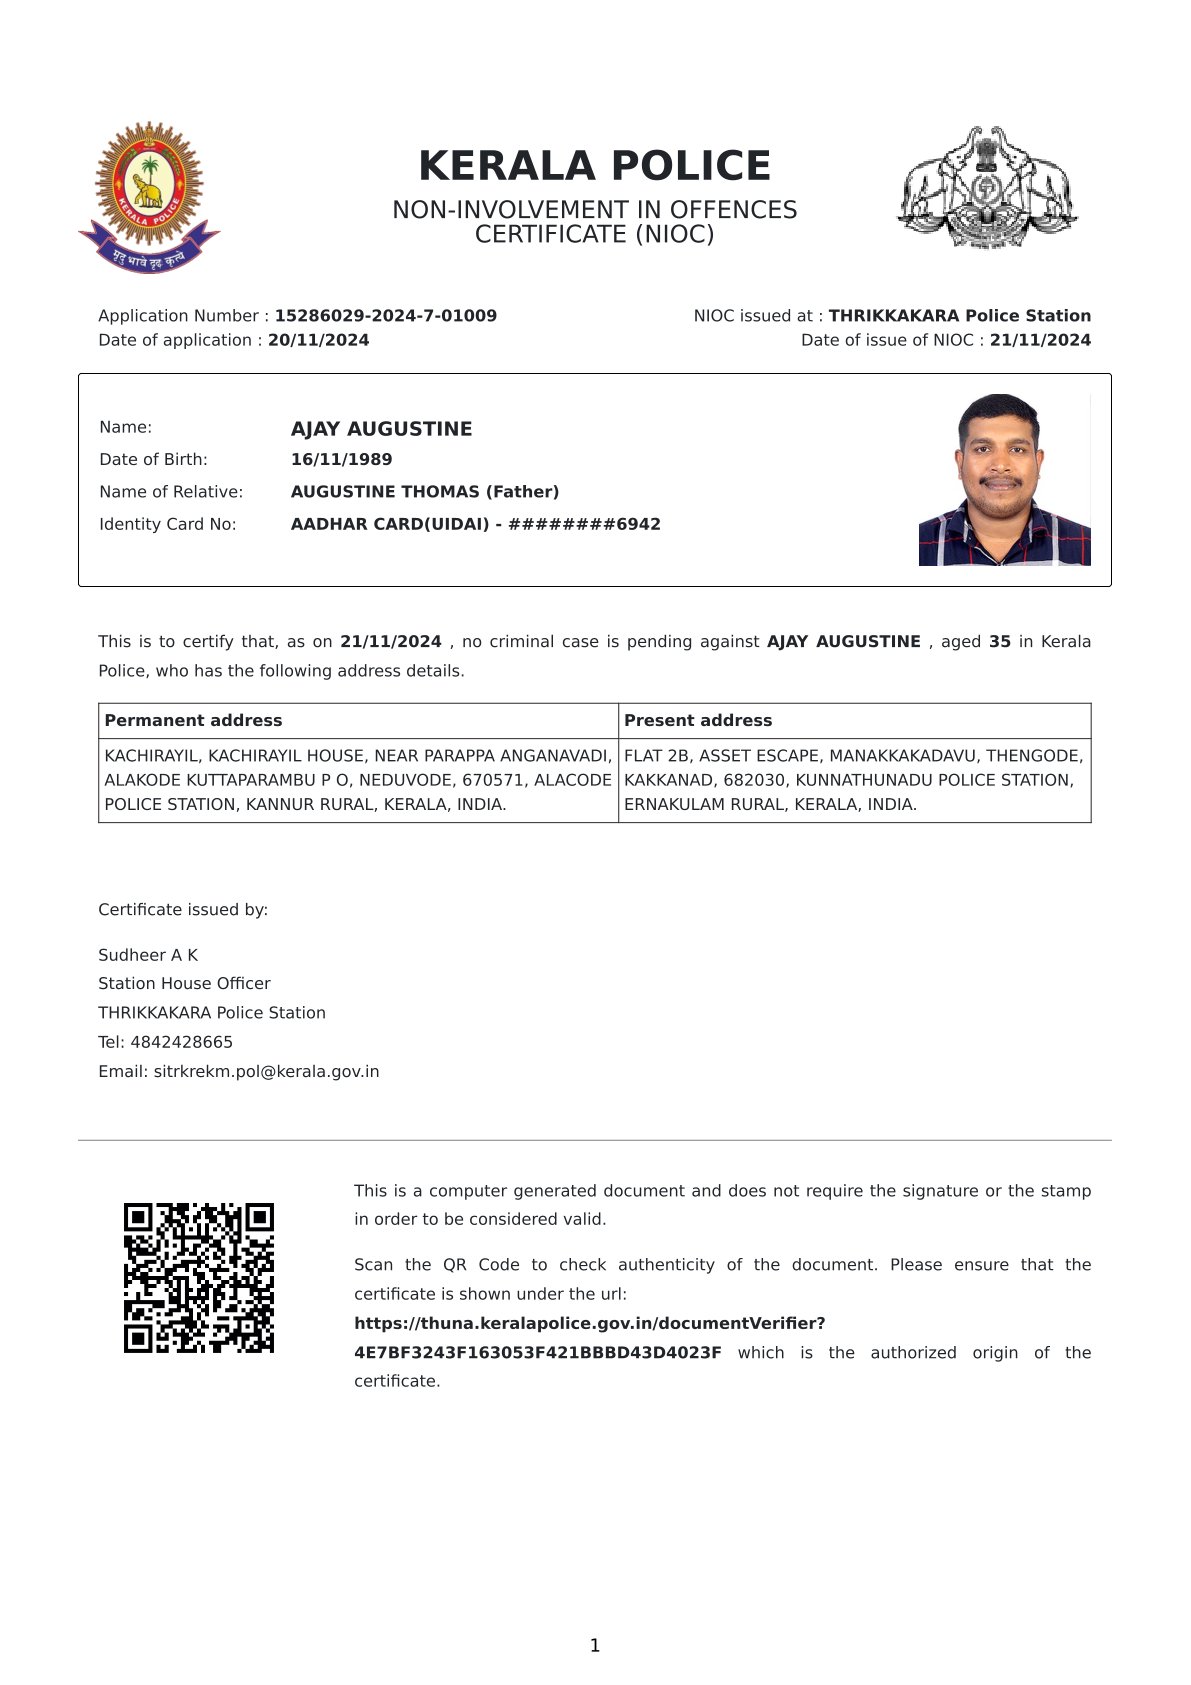 KERALA POLICE
मृदु भावे दृढ कृत्ये
KERALA POLICE
NON-INVOLVEMENT IN OFFENCES
CERTIFICATE (NIOC)
Application Number : 15286029-2024-7-01009
NIOC issued at : THRIKKAKARA Police Station
Date of application : 20/11/2024
Date of issue of NIOC : 21/11/2024
Name: AJAY AUGUSTINE
Date of Birth: 16/11/1989
Name of Relative: AUGUSTINE THOMAS (Father)
Identity Card No: AADHAR CARD(UIDAI) - ########6942
This is to certify that, as on 21/11/2024 , no criminal case is pending against AJAY AUGUSTINE , aged 35 in Kerala
Police, who has the following address details.
Permanent address
KACHIRAYIL, KACHIRAYIL HOUSE, NEAR PARAPPA ANGANAVADI,
ALAKODE KUTTAPARAMBU P O, NEDUVODE, 670571, ALACODE
POLICE STATION, KANNUR RURAL, KERALA, INDIA.
Present address
FLAT 2B, ASSET ESCAPE, MANAKKAKADAVU, THENGODE,
KAKKANAD, 682030, KUNNATHUNADU POLICE STATION,
ERNAKULAM RURAL, KERALA, INDIA.
Certificate issued by:
Sudheer A K
Station House Officer
THRIKKAKARA Police Station
Tel: 4842428665
Email: sitrkrekm.pol@kerala.gov.in
This is a computer generated document and does not require the signature or the stamp
in order to be considered valid.
Scan the QR Code to check authenticity of the document. Please ensure that the
certificate is shown under the url:
https://thuna.keralapolice.gov.in/documentVerifier?
4E7BF3243F163053F421BBBD43D4023F which is the authorized origin of the
certificate.
1